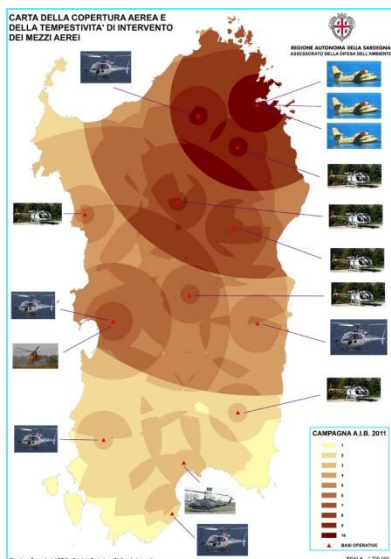 CARTA DELLA COPERTURA AEREA E
DELLA TEMPESTIVITA' DI INTERVENTO
DEI MEZZI AEREI
REGIONE AUTONOMA DELLA SARDEGNA
ASSESSORATO DELLA DIFESA DELL'AMBIENTE
CAMPAGNA A.I.B. 2011
1
2
3
4
5
6
7
8
9
10
BASI OPERATIVE